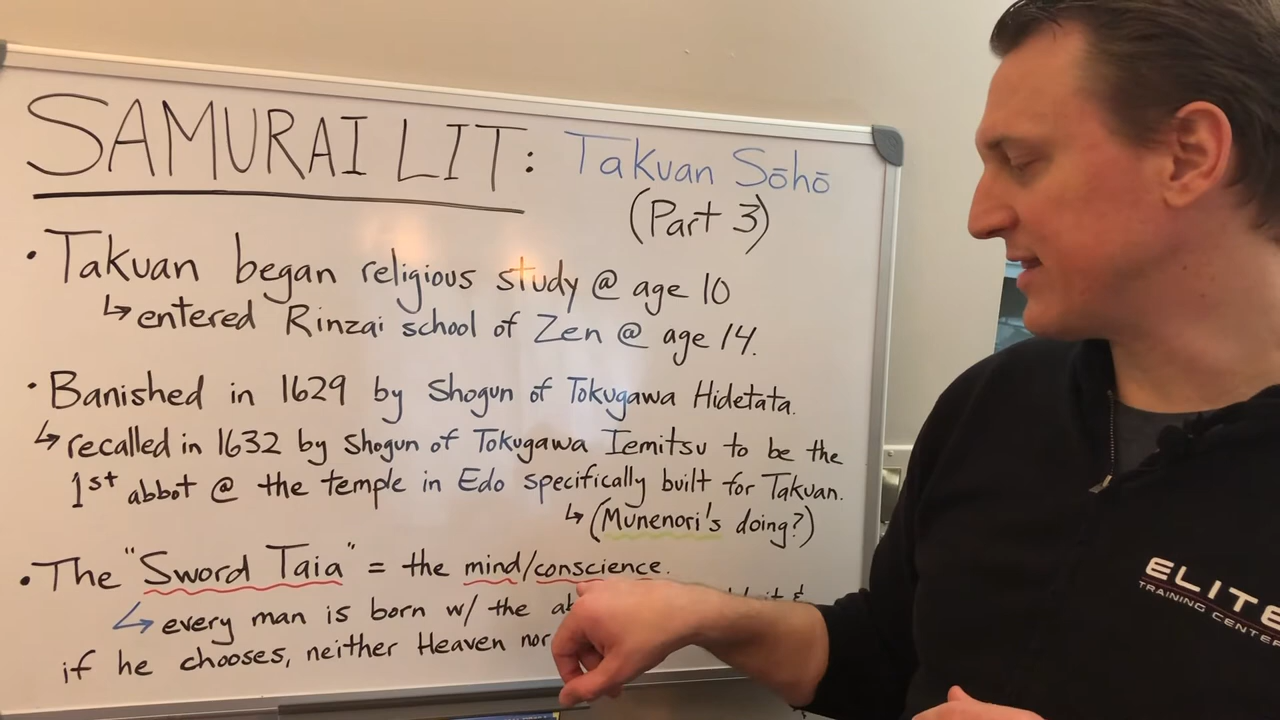 SAMURAI LIT: Takuan Sōhō
(Part 3)
• Takuan began religious study @ age 10
↳ entered Rinzai school of Zen @ age 14.
• Banished in 1629 by Shogun of Tokugawa Hidetata.
↳ recalled in 1632 by Shogun of Tokugawa Iemitsu to be the
1st abbot @ the temple in Edo specifically built for Takuan.
↳ (Munenori's doing?)
• The "Sword Taia" = the mind/conscience.
↳ every man is born w/ the
if he chooses, neither Heaven nor
ELITE
TRAINING CENTER